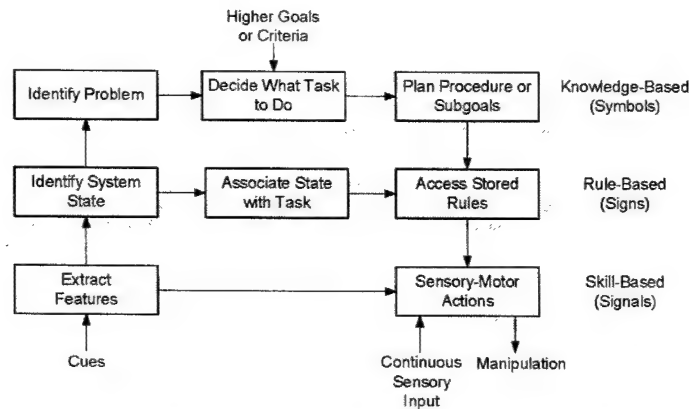 Higher Goals
or Criteria
Identify Problem
Decide What Task
to Do
Plan Procedure or
Subgoals
Knowledge-Based
(Symbols)
Identify System
State
Associate State
with Task
Access Stored
Rules
Rule-Based
(Signs)
Extract
Features
Sensory-Motor
Actions
Skill-Based
(Signals)
Cues
Continuous
Sensory
Input
Manipulation